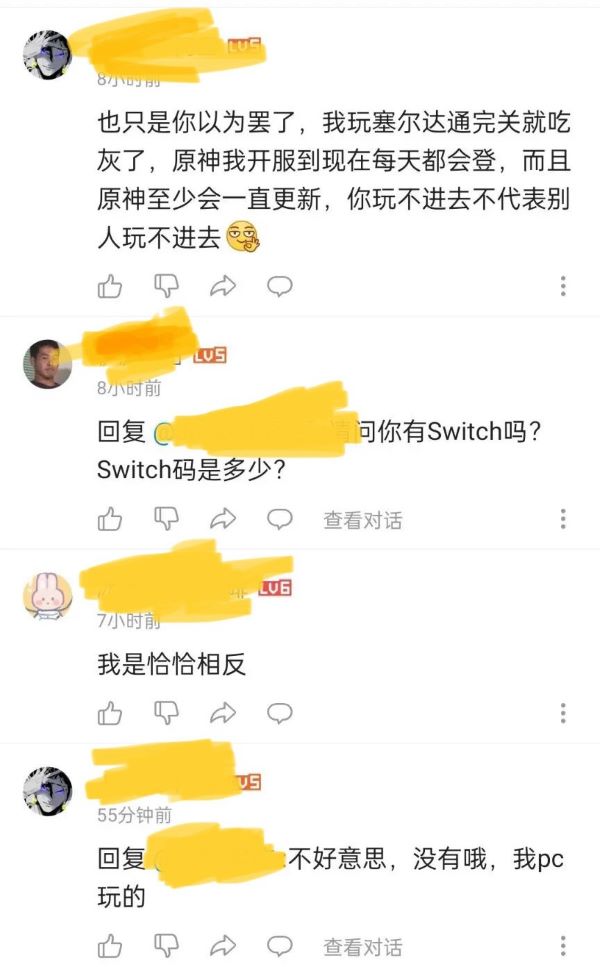 LV5
8小时前
也只是你以为罢了，我玩塞尔达通完关就吃
灰了，原神我开服到现在每天都会登，而且
原神至少会一直更新，你玩不进去不代表别
人玩不进去
LV5
8小时前
回复 @ 请问你有Switch吗？
Switch码是多少？
查看对话
LV6
7小时前
我是恰恰相反
V5
55分钟前
回复 不好意思，没有哦，我pc
玩的
查看对话